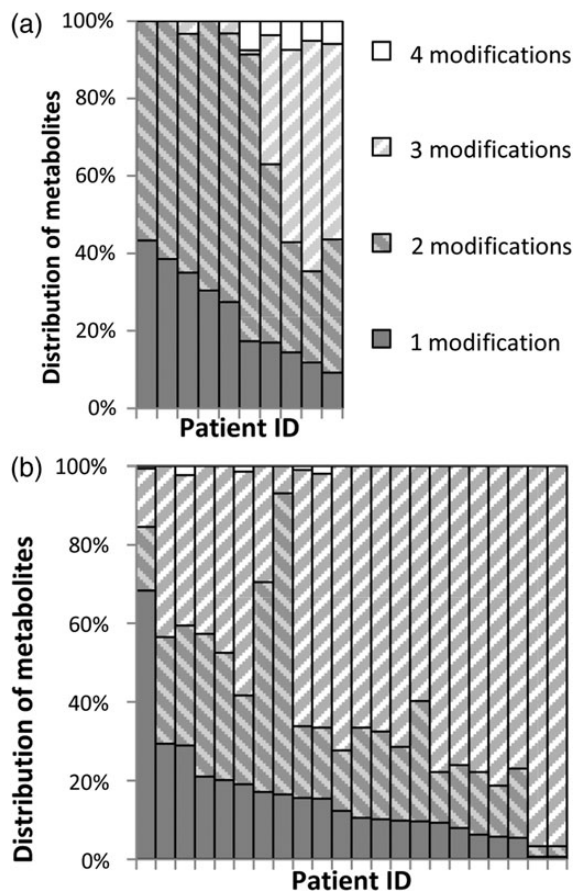 (a)
100%
80%
60%
40%
20%
0%
Distribution of metabolites
Patient ID
4 modifications
3 modifications
2 modifications
1 modification
(b)
100%
80%
60%
40%
20%
0%
Distribution of metabolites
Patient ID